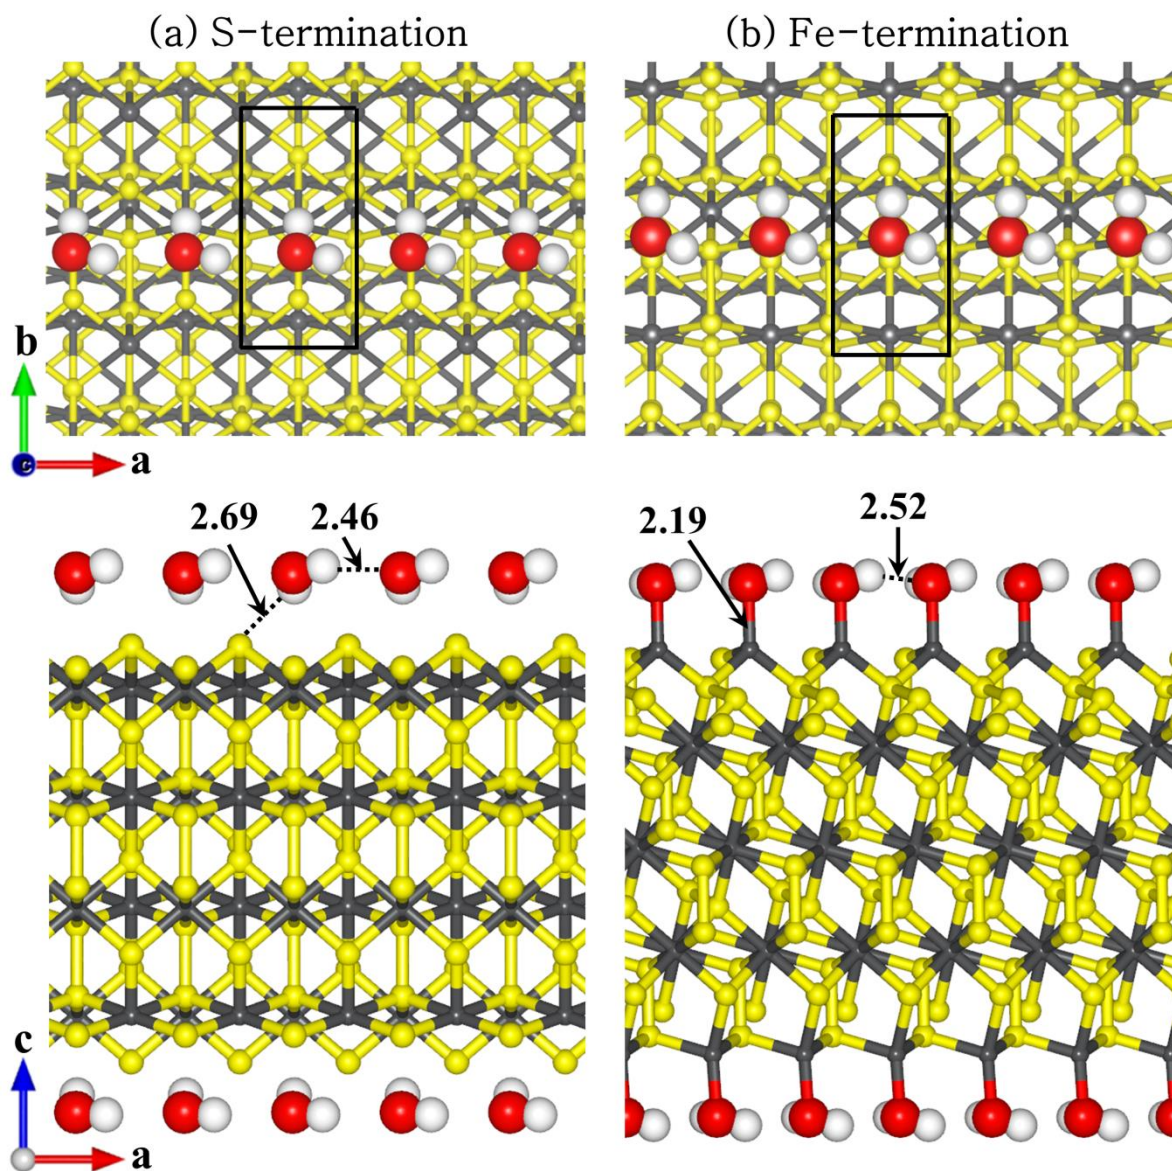 (a) S-termination
(b) Fe-termination
b
c
a
2.69
2.46
2.19
2.52
c
a